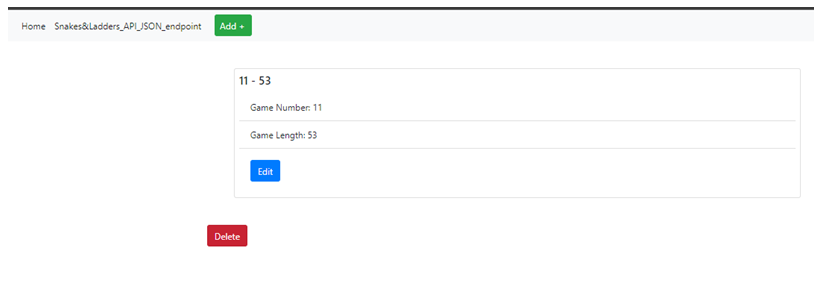 Home Snakes&Ladders_API_JSON_endpoint Add +
11 - 53
Game Number: 11
Game Length: 53
Edit
Delete